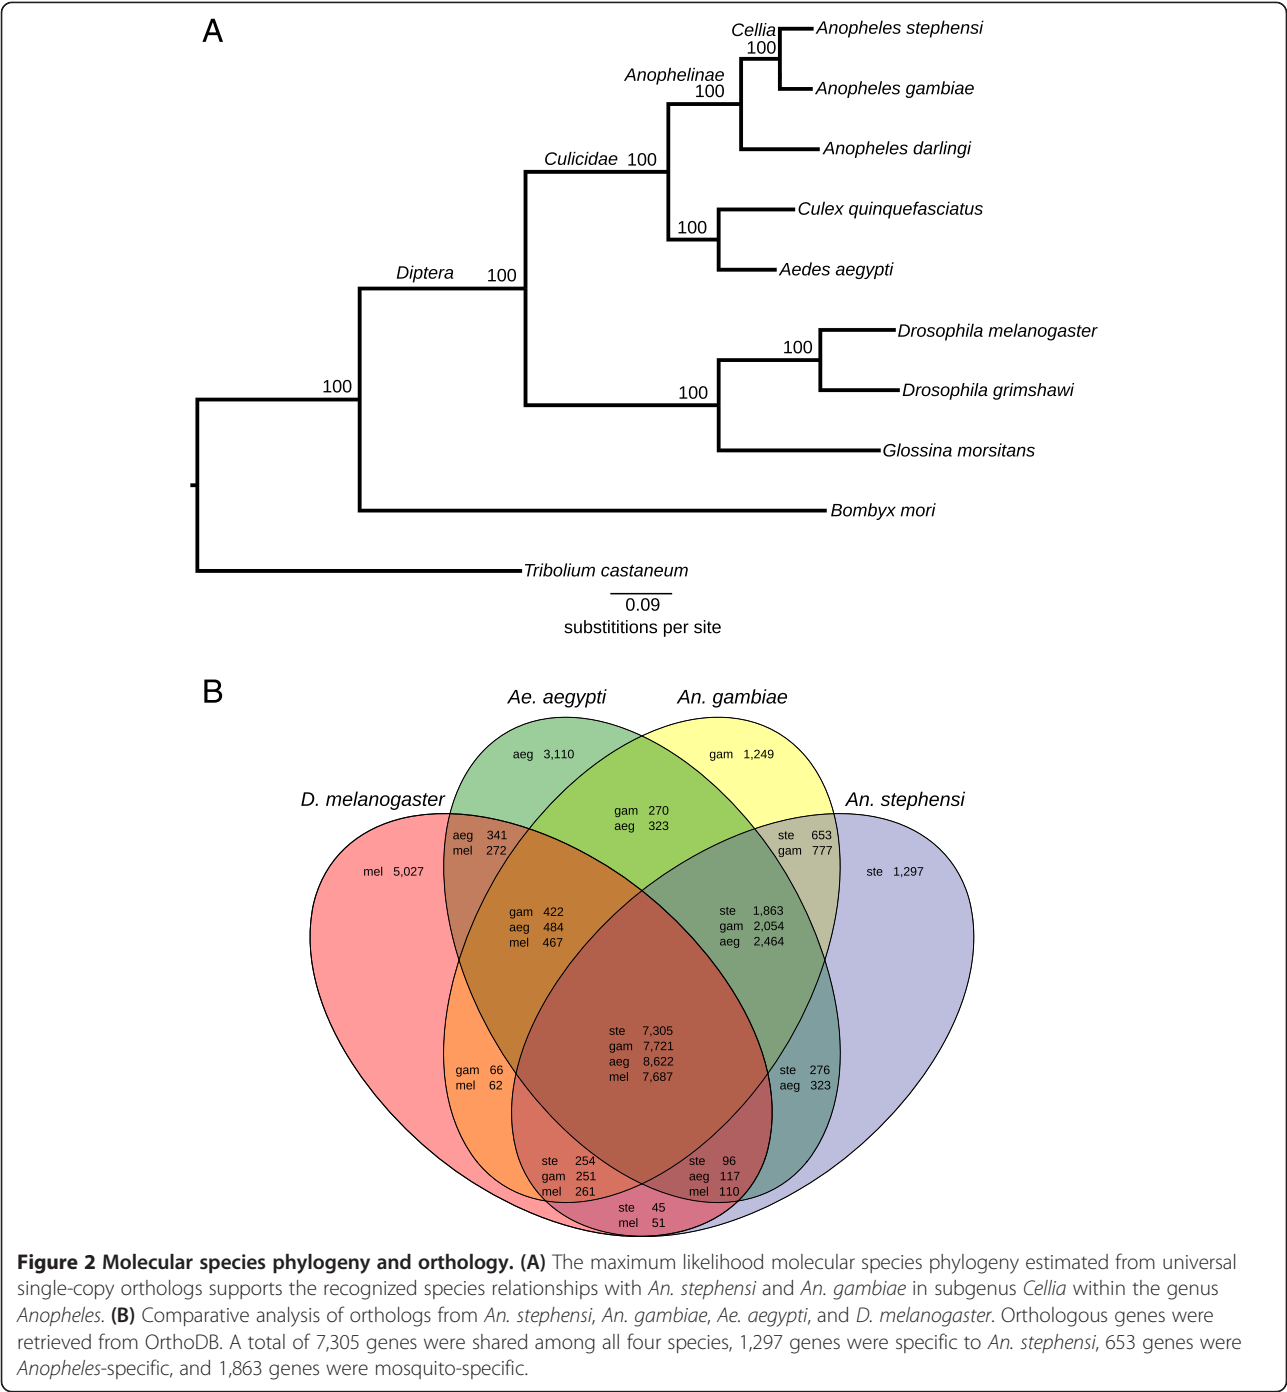 A
Cellia
100
Anopheles stephensi
Anophelinae
100
Anopheles gambiae
Anopheles darlingi
Culicidae 100
Culex quinquefasciatus
100
Aedes aegypti
Diptera 100
Drosophila melanogaster
100
Drosophila grimshawi
100
100
Glossina morsitans
Bombyx mori
Tribolium castaneum
0.09
substititions per site
B
Ae. aegypti
An. gambiae
D. melanogaster
An. stephensi
aeg 3,110
gam 1,249
gam 270
aeg 323
aeg 341
mel 272
ste 653
gam 777
mel 5,027
ste 1,297
gam 422
aeg 484
mel 467
ste 1,863
gam 2,054
aeg 2,464
ste 7,305
gam 7,721
aeg 8,622
mel 7,687
gam 66
mel 62
ste 276
aeg 323
ste 254
gam 251
mel 261
ste 96
aeg 117
mel 110
ste 45
mel 51
Figure 2 Molecular species phylogeny and orthology. (A) The maximum likelihood molecular species phylogeny estimated from universal
single-copy orthologs supports the recognized species relationships with An. stephensi and An. gambiae in subgenus Cellia within the genus
Anopheles. (B) Comparative analysis of orthologs from An. stephensi, An. gambiae, Ae. aegypti, and D. melanogaster. Orthologous genes were
retrieved from OrthoDB. A total of 7,305 genes were shared among all four species, 1,297 genes were specific to An. stephensi, 653 genes were
Anopheles-specific, and 1,863 genes were mosquito-specific.